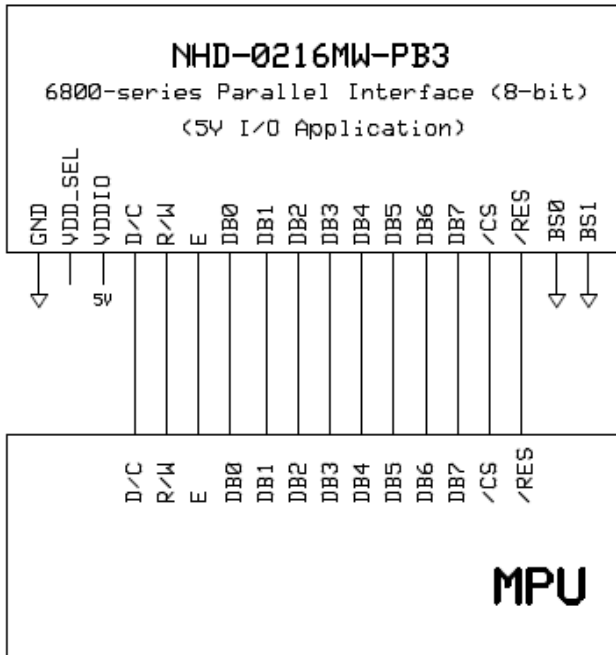 NHD-0216MW-PB3
6800-series Parallel Interface (8-bit)
(5V I/O Application)
GND VDD_SEL VDDIO D/C R/W E DB0 DB1 DB2 DB3 DB4 DB5 DB6 DB7 /CS /RES BS0 BS1
5V
D/C R/W E DB0 DB1 DB2 DB3 DB4 DB5 DB6 DB7 /CS /RES
MPU